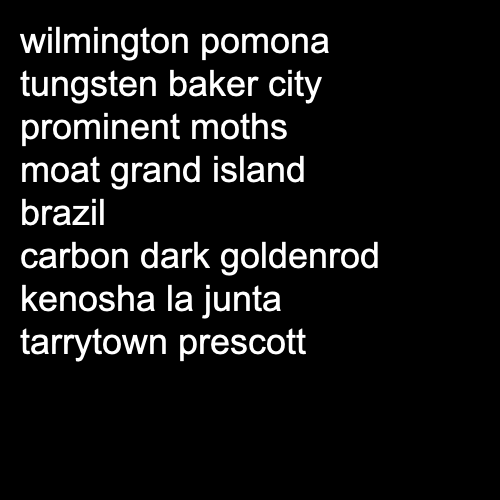 wilmington pomona
tungsten baker city
prominent moths
moat grand island
brazil
carbon dark goldenrod
kenosha la junta
tarrytown prescott